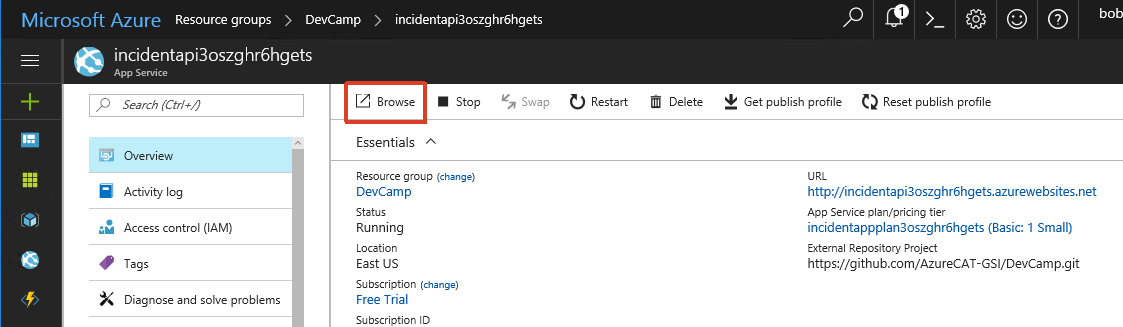 Microsoft Azure Resource groups > DevCamp > incidentapi3oszghr6hgets 1 bob
incidentapi3oszghr6hgets
App Service
Search (Ctrl+/)
Browse Stop Swap Restart Delete Get publish profile Reset publish profile
Essentials
Overview
Activity log
Access control (IAM)
Tags
Diagnose and solve problems
Resource group (change)
DevCamp
Status
Running
Location
East US
Subscription (change)
Free Trial
Subscription ID
URL
http://incidentapi3oszghr6hgets.azurewebsites.net
App Service plan/pricing tier
incidentappplan3oszghr6hgets (Basic: 1 Small)
External Repository Project
https://github.com/AzureCAT-GSI/DevCamp.git